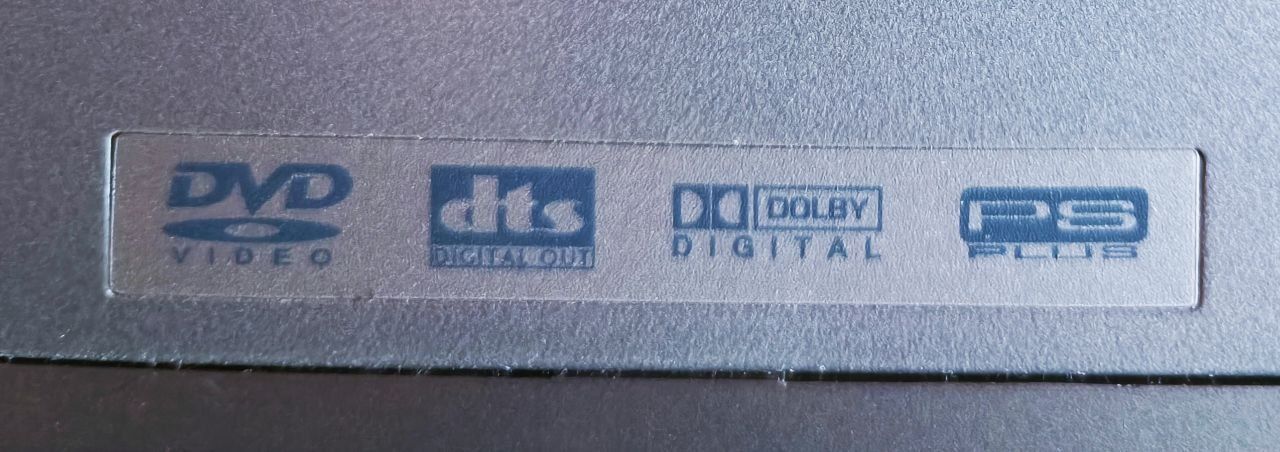 DVD
VIDEO
dts
DIGITAL OUT
DOLBY
DIGITAL
PS
PLUS